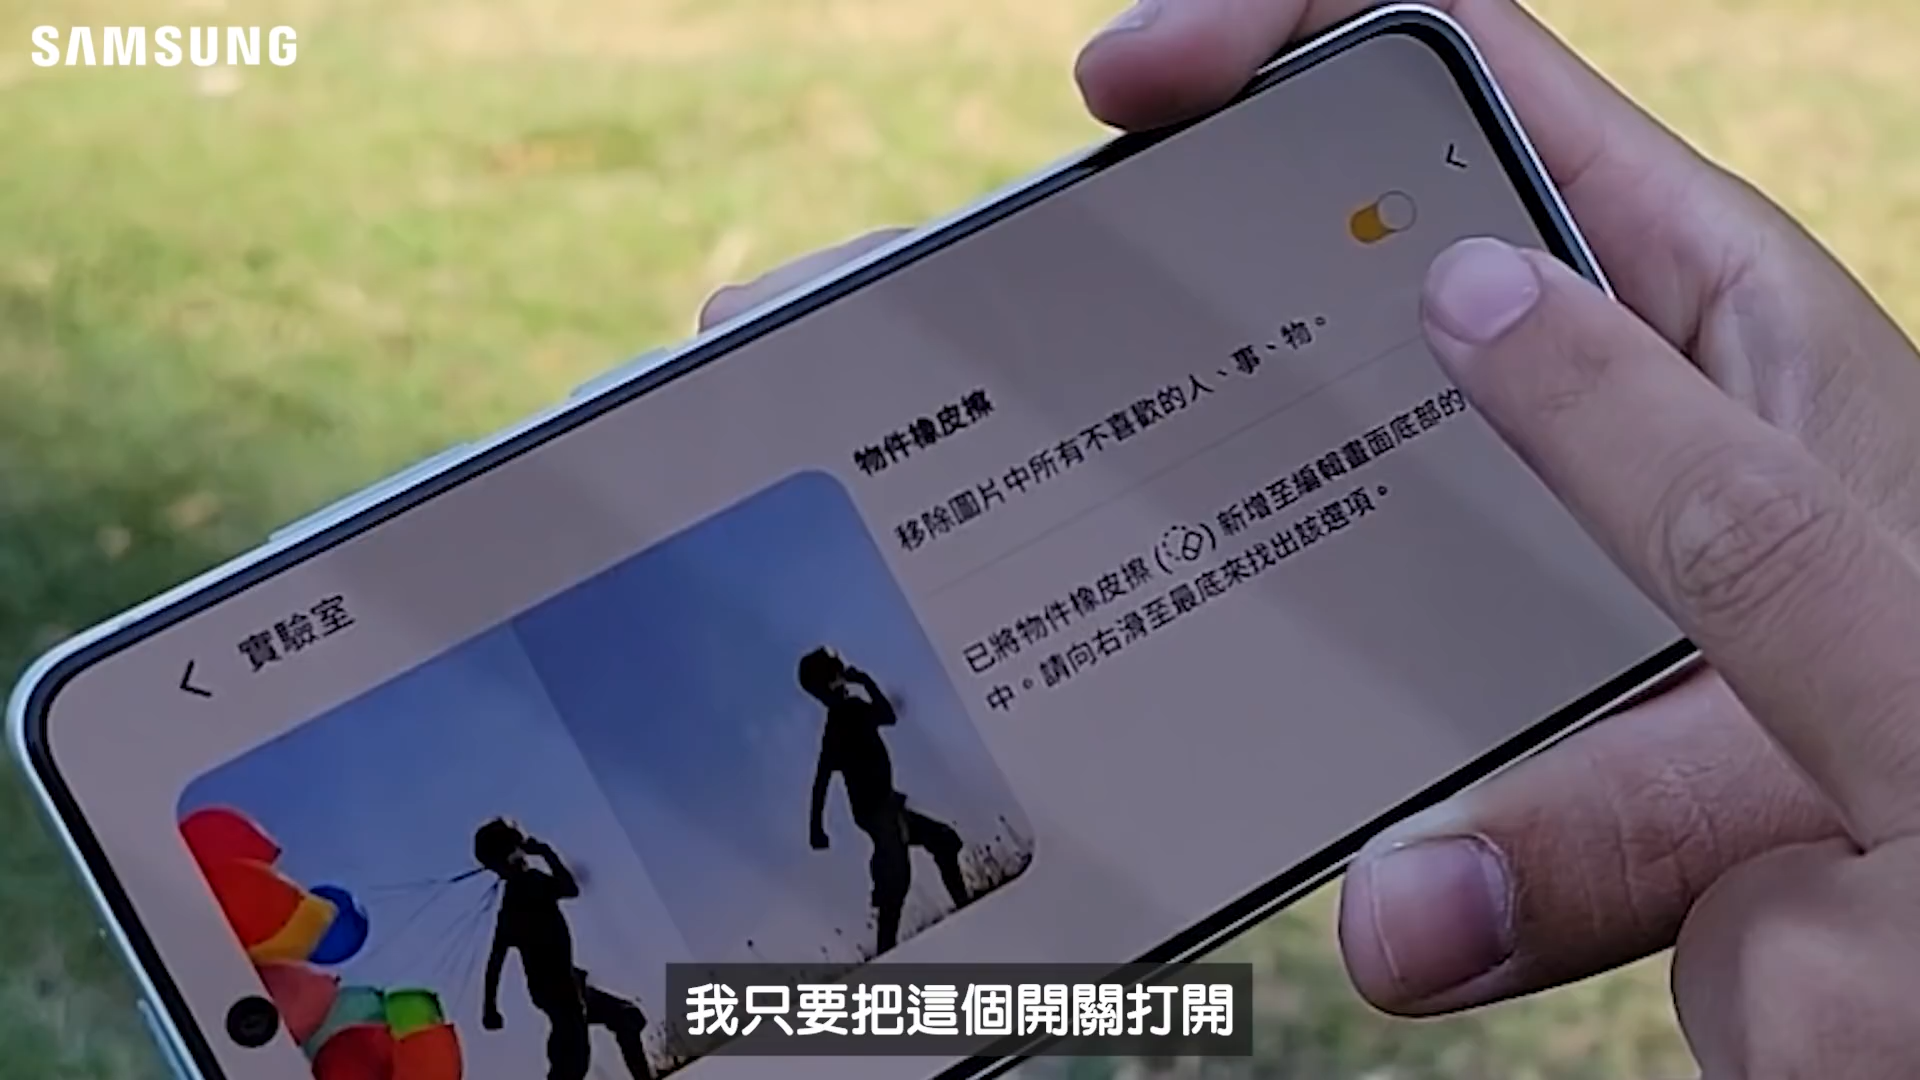 SAMSUNG
實驗室
物件橡皮擦
移除圖片中所有不喜歡的人、事、物。
已將物件橡皮擦 () 新增至編輯畫面底部的
中。請向右滑至最底來找出該選項。
我只要把這個開關打開